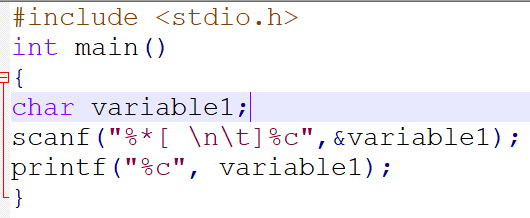 #include <stdio.h>
int main()
{
char variable1;
scanf("%*[ \n\t]%c",&variable1);
printf("%c", variable1);
}